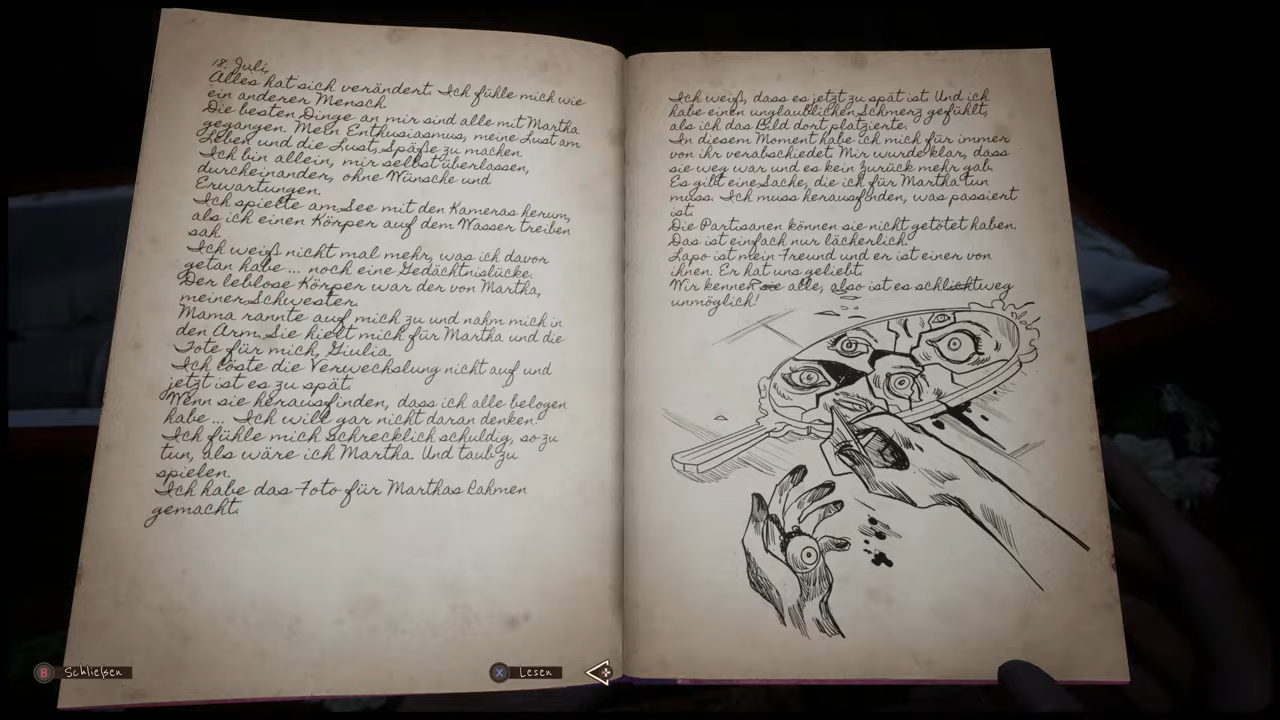 18. Juli
Alles hat sich verändert. Ich fühle mich wie
ein anderer Mensch.
Die besten Dinge an mir sind alle mit Martha
gegangen. Mein Enthusiasmus, meine Lust am
Leben und die Lust, Späße zu machen.
Ich bin allein, mir selbst überlassen,
durcheinander, ohne Wünsche und
Erwartungen.
Ich spielte am See mit den Kameras herum,
als ich einen Körper auf dem Wasser treiben
sah.
Ich weiß nicht mal mehr, was ich davor
getan habe ... noch eine Gedächtnislücke.
Der leblose Körper war der von Martha,
meiner Schwester.
Mama rannte auf mich zu und nahm mich in
den Arm. Sie hielt mich für Martha und die
Tote für mich, Giulia.
Ich löste die Verwechslung nicht auf und
jetzt ist es zu spät.
Wenn sie herausfinden, dass ich alle belogen
habe ... Ich will gar nicht daran denken!
Ich fühle mich schrecklich schuldig, so zu
tun, als wäre ich Martha. Und taub zu
spielen.
Ich habe das Foto für Marthas Rahmen
gemacht.
Ich weiß, dass es jetzt zu spät ist. Und ich
habe einen unglaublichen Schmerz gefühlt,
als ich das Bild dort platzierte.
In diesem Moment habe ich mich für immer
von ihr verabschiedet. Mir wurde klar, dass
sie weg war und es kein Zurück mehr gab.
Es gibt eine Sache, die ich für Martha tun
muss. Ich muss herausfinden, was passiert
ist.
Die Partisanen können sie nicht getötet haben.
Das ist einfach nur lächerlich!
Lapo ist mein Freund und er ist einer von
ihnen. Er hat uns geliebt.
Wir kennen sie alle, also ist es schlichtweg
unmöglich!
B Schließen
X Lesen